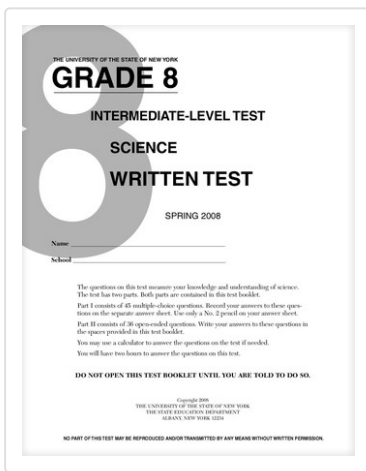 THE UNIVERSITY OF THE STATE OF NEW YORK
GRADE 8
INTERMEDIATE-LEVEL TEST
SCIENCE
WRITTEN TEST
SPRING 2008
Name
School
The questions on this test measure your knowledge and understanding of science.
The test has two parts. Both parts are contained in this test booklet.
Part I consists of 45 multiple-choice questions. Record your answers to these ques-
tions on the separate answer sheet. Use only a No. 2 pencil on your answer sheet.
Part II consists of 36 open-ended questions. Write your answers to these questions in
the spaces provided in this test booklet.
You may use a calculator to answer the questions on the test if needed.
You will have two hours to answer the questions on this test.
DO NOT OPEN THIS TEST BOOKLET UNTIL YOU ARE TOLD TO DO SO.
Copyright 2008
THE UNIVERSITY OF THE STATE OF NEW YORK
THE STATE EDUCATION DEPARTMENT
ALBANY, NEW YORK 12234
NO PART OF THIS TEST MAY BE REPRODUCED AND/OR TRANSMITTED BY ANY MEANS WITHOUT WRITTEN PERMISSION.
8